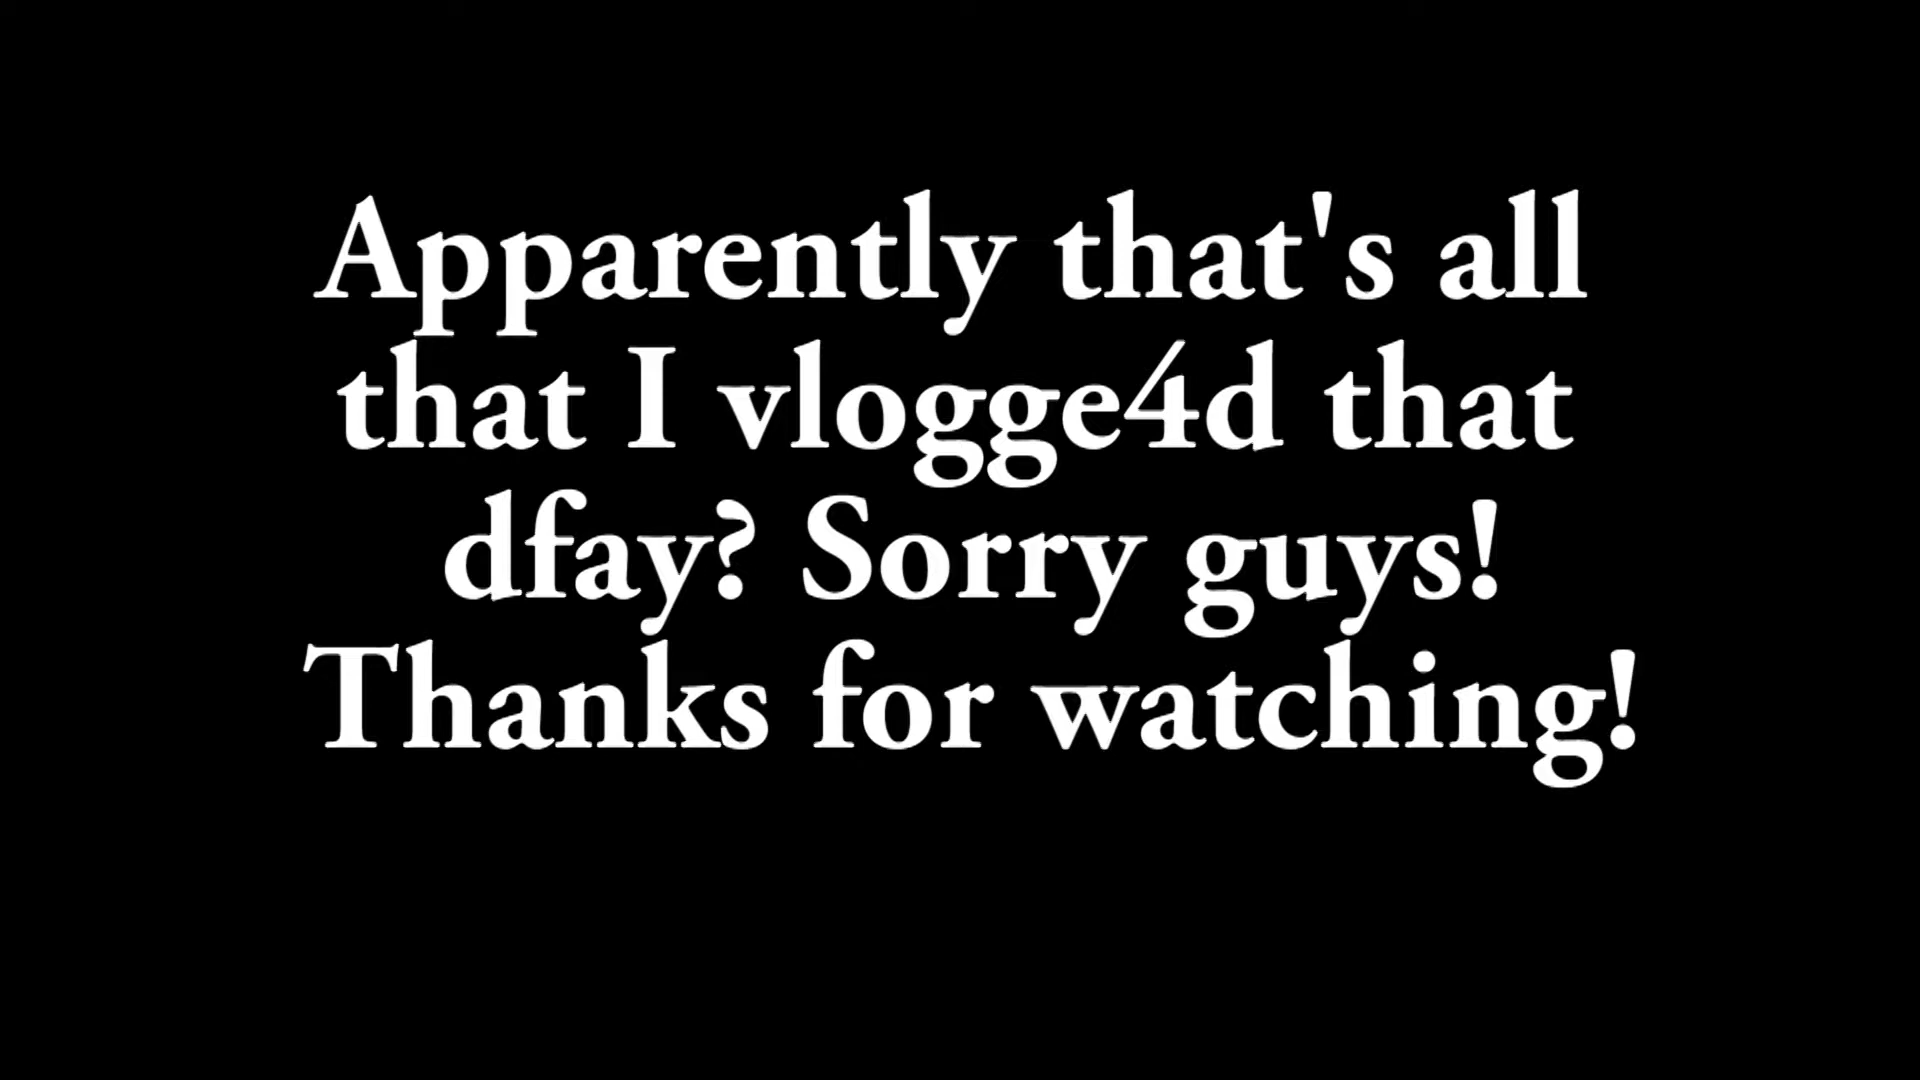 Apparently that's all
that I vlogge4d that
dfay? Sorry guys!
Thanks for watching!